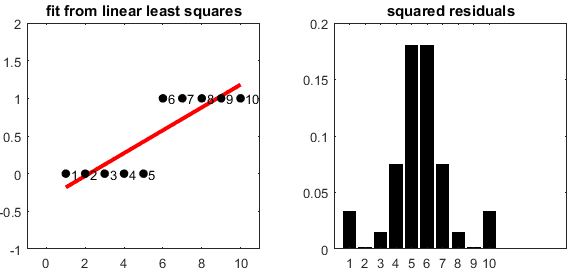 fit from linear least squares
2
1.5
1
0.5
0
-0.5
-1
0 2 4 6 8 10
1 2 3 4 5
6 7 8 9 10
squared residuals
0.2
0.15
0.1
0.05
0
1 2 3 4 5 6 7 8 9 10